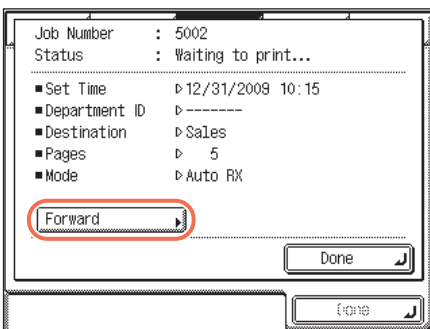 Job Number : 5002
Status : Waiting to print...
■Set Time ▷12/31/2009 10:15
■Department ID ▷-------
■Destination ▷Sales
■Pages ▷ 5
■Mode ▷Auto RX
Forward
Done
Done